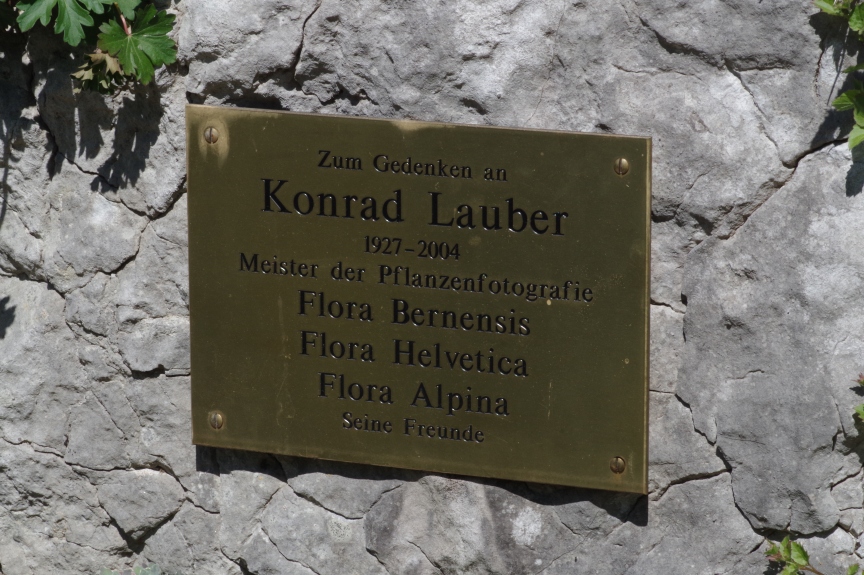 Zum Gedenken an
Konrad Lauber
1927-2004
Meister der Pflanzenfotografie
Flora Bernensis
Flora Helvetica
Flora Alpina
Seine Freunde